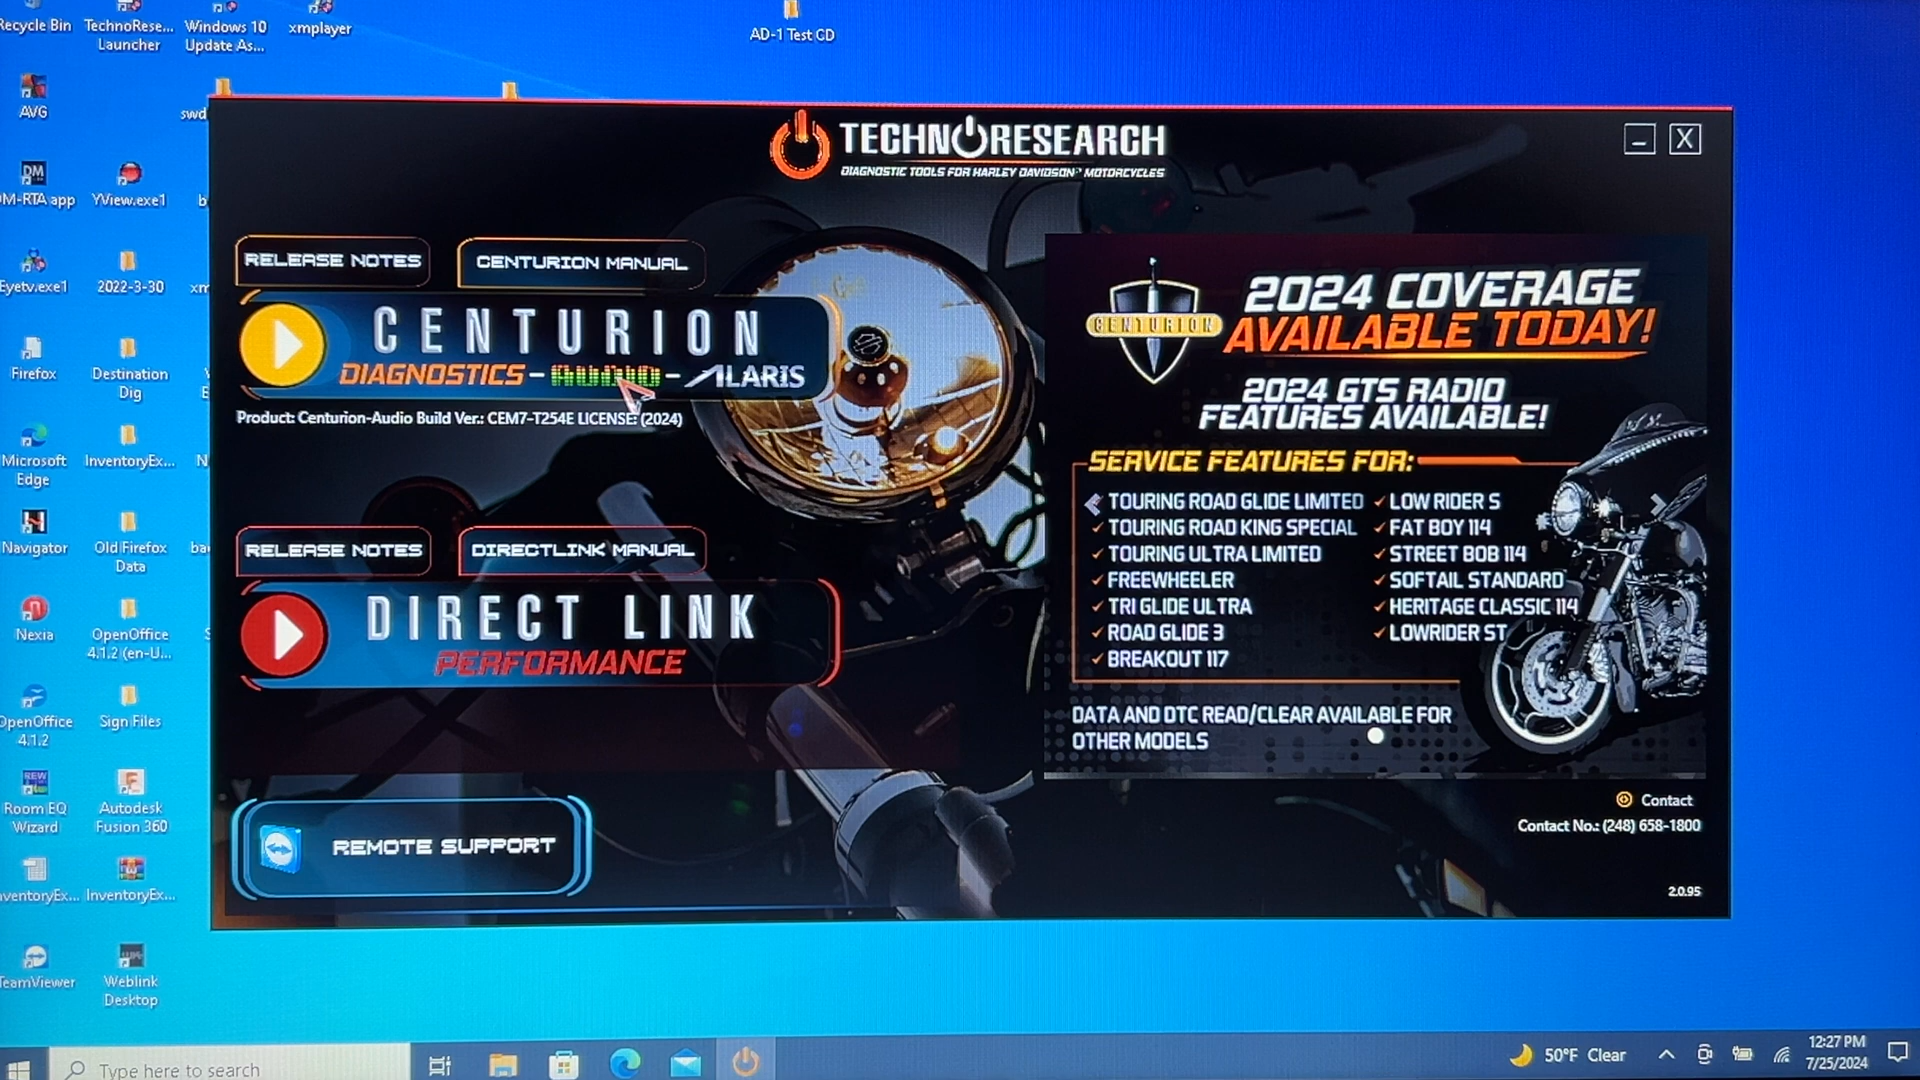 Recycle Bin
TechnoRese...
Launcher
Windows 10
Update As...
xmplayer
AD-1 Test CD
AVG
swd
DM
DM-RTA app
YView.exe1
b
Eyetv.exe1
2022-3-30
xm
Firefox
Destination
Dig
Microsoft
Edge
InventoryEx...
N
Navigator
Old Firefox
Data
bac
Nexia
OpenOffice
4.1.2 (en-U...
S
OpenOffice
4.1.2
Sign Files
REW
Room EQ
Wizard
Autodesk
Fusion 360
InventoryEx...
InventoryEx...
TeamViewer
Weblink
Desktop
TECHNORESEARCH
DIAGNOSTIC TOOLS FOR HARLEY DAVIDSON MOTORCYCLES
_ X
RELEASE NOTES
CENTURION MANUAL
CENTURION
DIAGNOSTICS - AUDIO - ALARIS
Product: Centurion-Audio Build Ver.: CEM7-T254E LICENSE: (2024)
RELEASE NOTES
DIRECTLINK MANUAL
DIRECT LINK
PERFORMANCE
REMOTE SUPPORT
CENTURION
2024 COVERAGE
AVAILABLE TODAY!
2024 GTS RADIO
FEATURES AVAILABLE!
SERVICE FEATURES FOR:
TOURING ROAD GLIDE LIMITED
TOURING ROAD KING SPECIAL
TOURING ULTRA LIMITED
FREEWHEELER
TRI GLIDE ULTRA
ROAD GLIDE 3
BREAKOUT 117
LOW RIDER S
FAT BOY 114
STREET BOB 114
SOFTAIL STANDARD
HERITAGE CLASSIC 114
LOWRIDER ST
DATA AND DTC READ/CLEAR AVAILABLE FOR
OTHER MODELS
Contact
Contact No.: (248) 658-1800
2.0.95
Type here to search
50°F Clear
12:27 PM
7/25/2024